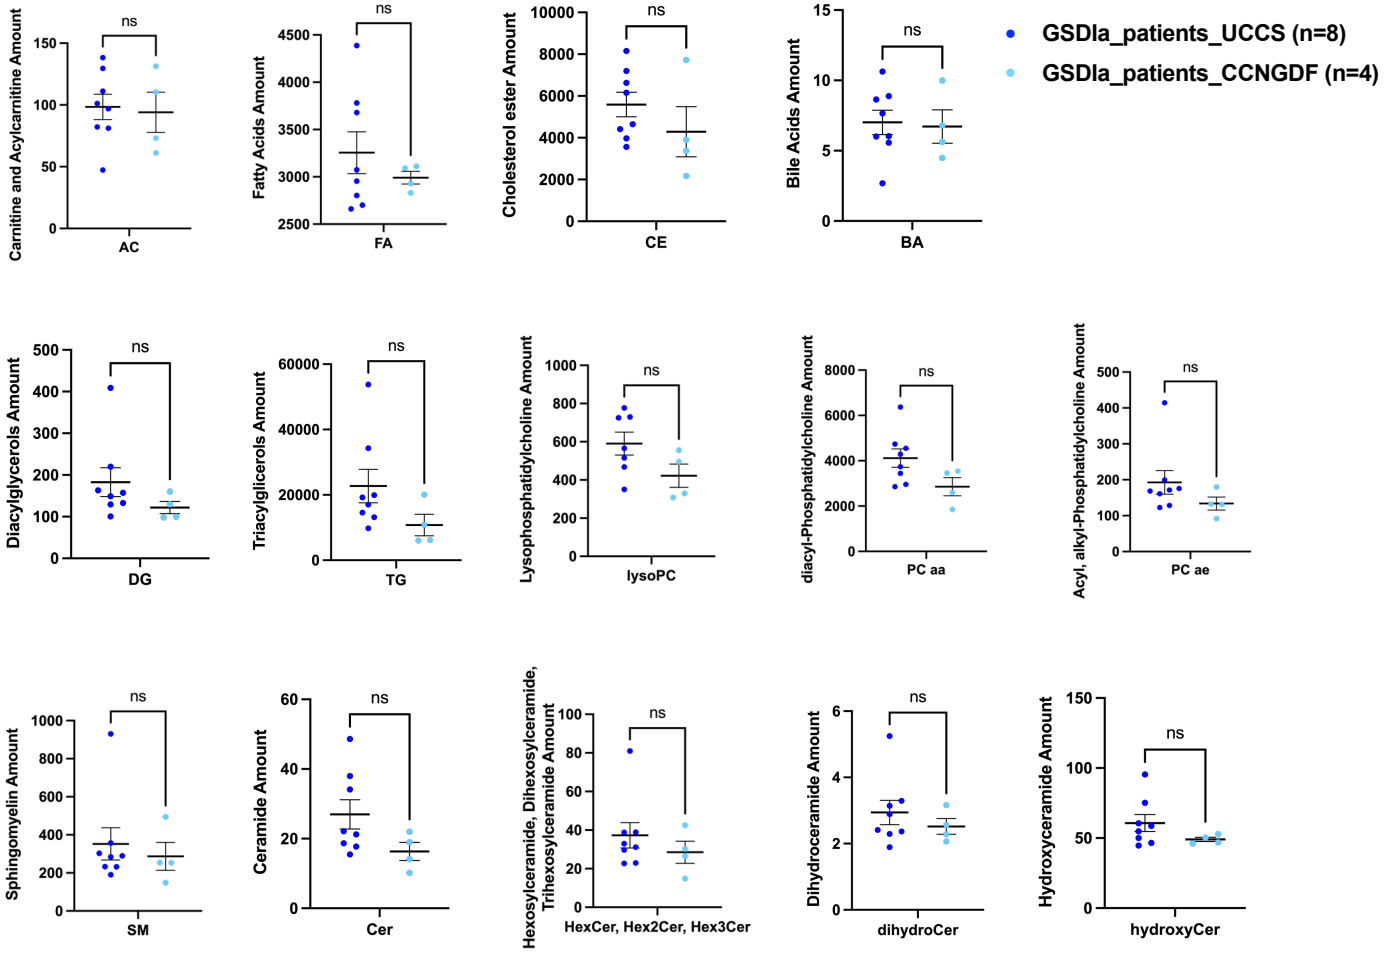 GSDIa_patients_UCCS (n=8)
GSDIa_patients_CCNGDF (n=4)
Carnitine and Acylcarnitine Amount
150
100
50
0
ns
AC
Fatty Acids Amount
4500
4000
3500
3000
2500
ns
FA
Cholesterol ester Amount
10000
8000
6000
4000
2000
0
ns
CE
Bile Acids Amount
15
10
5
0
ns
BA
Diacylglycerols Amount
500
400
300
200
100
0
ns
DG
Triacylglicerols Amount
60000
40000
20000
0
ns
TG
Lysophosphatidylcholine Amount
1000
800
600
400
200
0
ns
lysoPC
diacyl-Phosphatidylcholine Amount
8000
6000
4000
2000
0
ns
PC aa
Acyl, alkyl-Phosphatidylcholine Amount
500
400
300
200
100
0
ns
PC ae
Sphingomyelin Amount
1000
800
600
400
200
0
ns
SM
Ceramide Amount
60
40
20
0
ns
Cer
Hexosylceramide, Dihexosylceramide,
Trihexosylceramide Amount
100
80
60
40
20
0
ns
HexCer, Hex2Cer, Hex3Cer
Dihydroceramide Amount
6
4
2
0
ns
dihydroCer
Hydroxyceramide Amount
150
100
50
0
ns
hydroxyCer